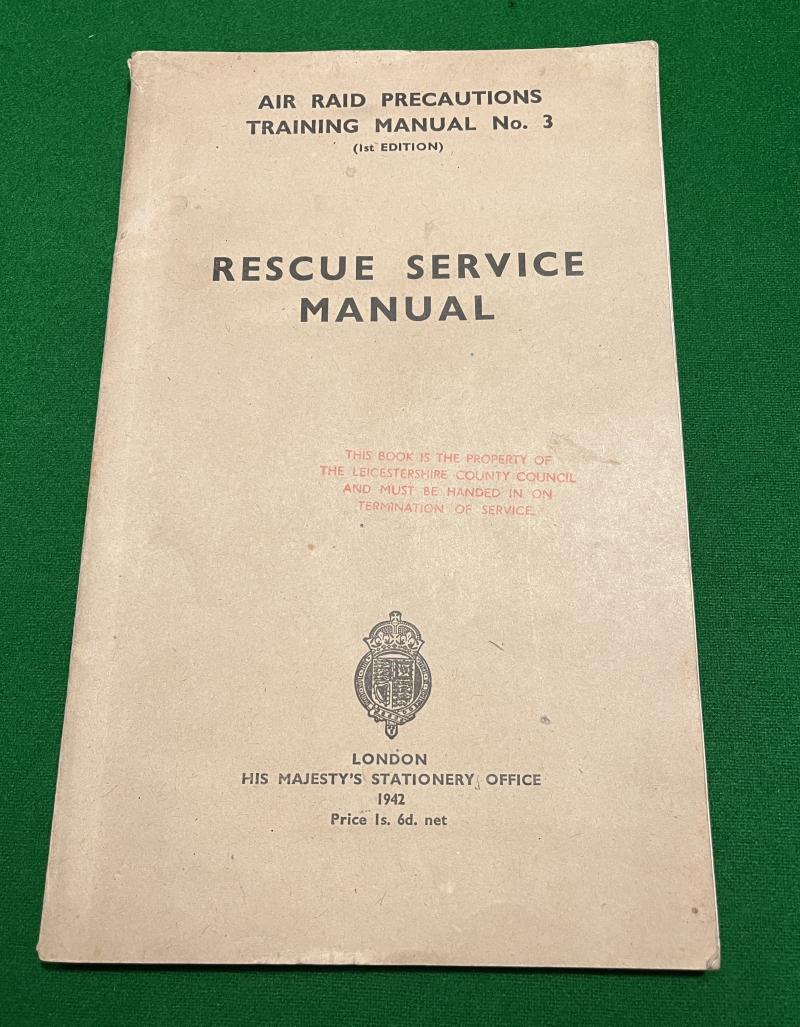 AIR RAID PRECAUTIONS
TRAINING MANUAL No. 3
(1st EDITION)
RESCUE SERVICE
MANUAL
THIS BOOK IS THE PROPERTY OF
THE LEICESTERSHIRE COUNTY COUNCIL
AND MUST BE HANDED IN ON
TERMINATION OF SERVICE.
LONDON
HIS MAJESTY'S STATIONERY OFFICE
1942
Price 1s. 6d. net